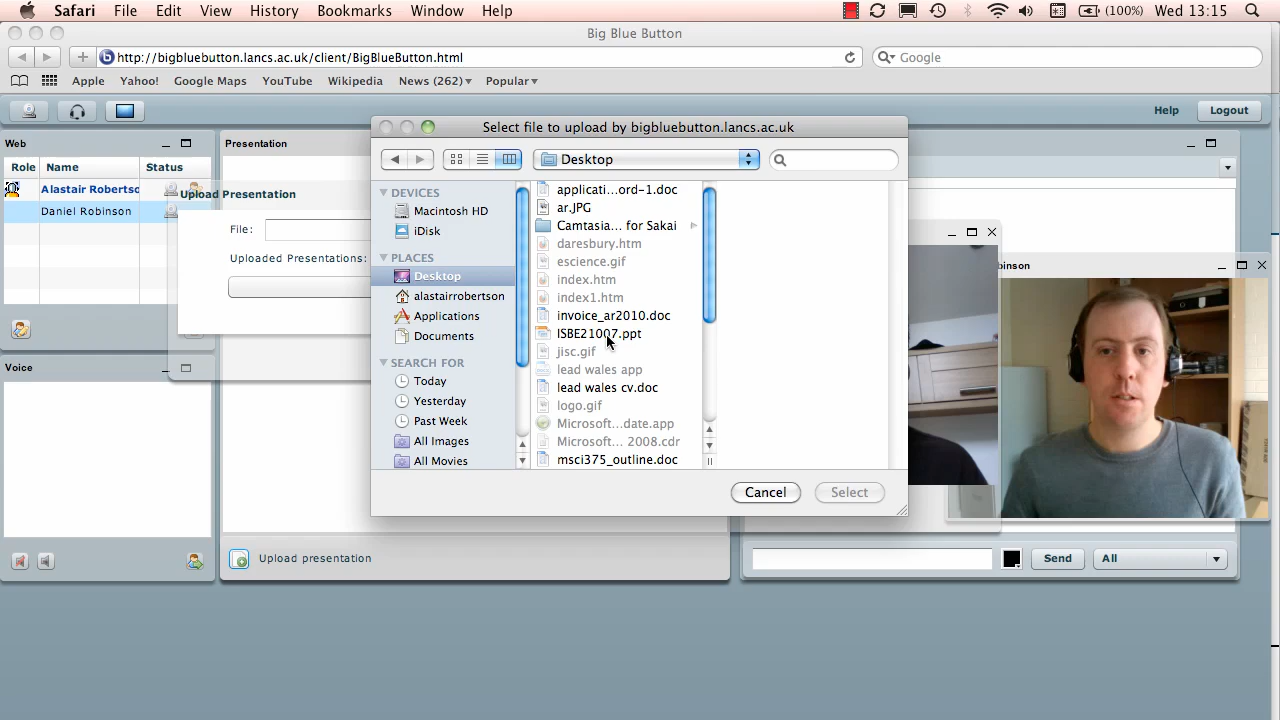 Safari File Edit View History Bookmarks Window Help (100%) Wed 13:15
Big Blue Button
http://bigbluebutton.lancs.ac.uk/client/BigBlueButton.html Google
Apple Yahoo! Google Maps YouTube Wikipedia News (262) Popular
Help Logout
Select file to upload by bigbluebutton.lancs.ac.uk
Web Presentation
Desktop
Role Name Status
Alastair Robertso
Daniel Robinson
Upload Presentation
File:
Uploaded Presentations:
DEVICES
Macintosh HD
iDisk
PLACES
Desktop
alastairrobertson
Applications
Documents
SEARCH FOR
Today
Yesterday
Past Week
All Images
All Movies
applicati...ord-1.doc
ar.JPG
Camtasia... for Sakai
daresbury.htm
escience.gif
index.htm
index1.htm
invoice_ar2010.doc
ISBE21007.ppt
jisc.gif
lead wales app
lead wales cv.doc
logo.gif
Microsoft...date.app
Microsoft... 2008.cdr
msci375_outline.doc
inson
Voice
Cancel Select
Upload presentation
Send All